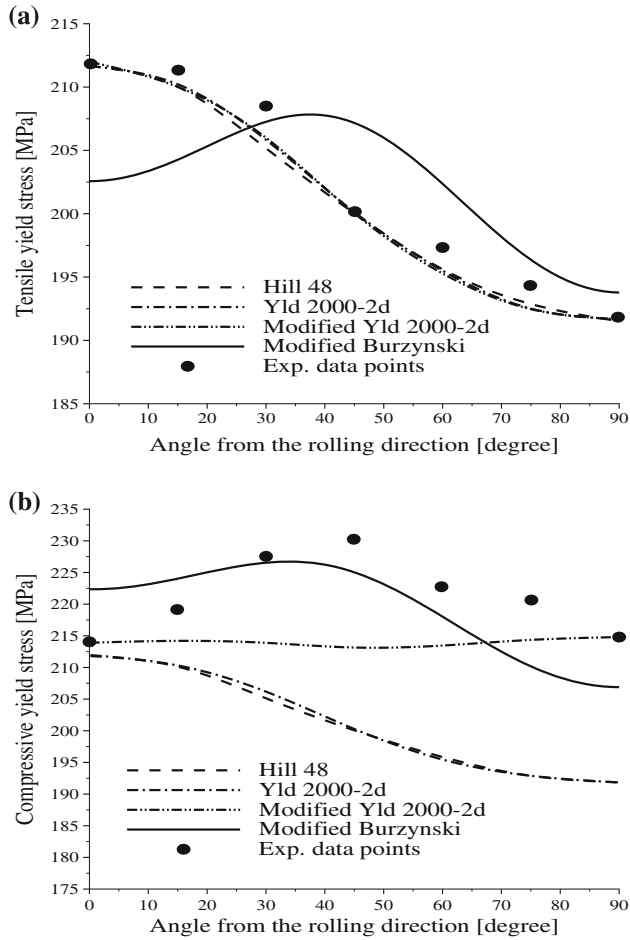 (a)
215
210
205
200
195
190
185
Tensile yield stress [MPa]
Hill 48
Yld 2000-2d
Modified Yld 2000-2d
Modified Burzynski
Exp. data points
0 10 20 30 40 50 60 70 80 90
Angle from the rolling direction [degree]
(b)
235
230
225
220
215
210
205
200
195
190
185
180
175
Compressive yield stress [MPa]
Hill 48
Yld 2000-2d
Modified Yld 2000-2d
Modified Burzynski
Exp. data points
0 10 20 30 40 50 60 70 80 90
Angle from the rolling direction [degree]